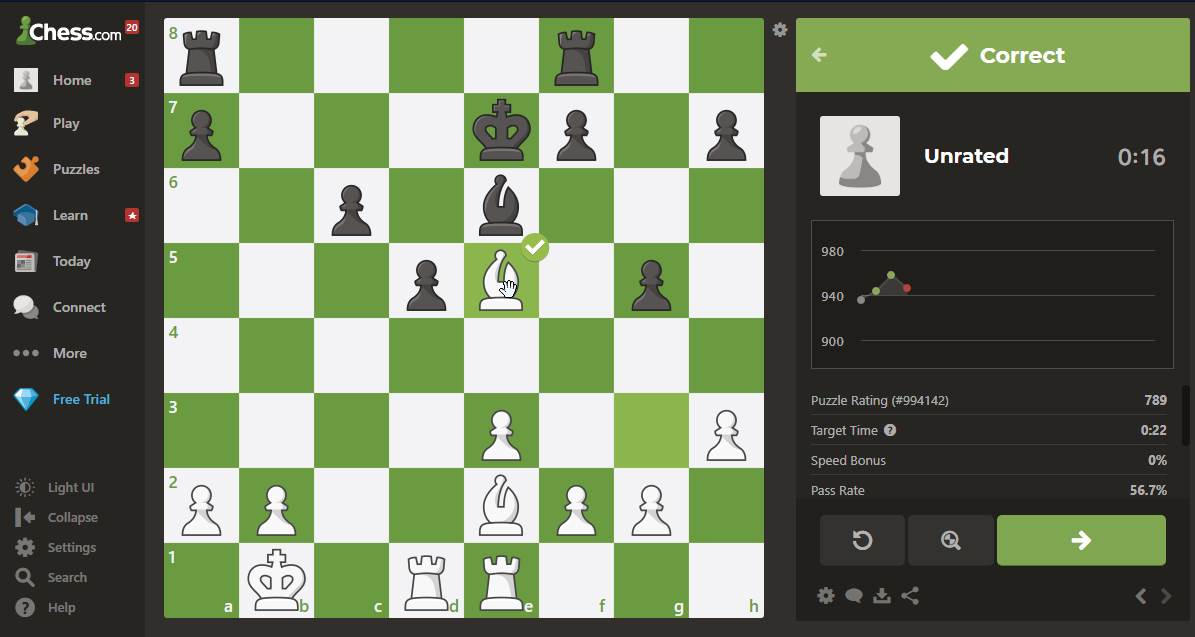 Chess.com 20
Home 3
Play
Puzzles
Learn
Today
Connect
More
Free Trial
Light UI
Collapse
Settings
Search
Help
8
7
6
5
4
3
2
1
a b c d e f g h
Correct
Unrated 0:16
980
940
900
Puzzle Rating (#994142) 789
Target Time ? 0:22
Speed Bonus 0%
Pass Rate 56.7%